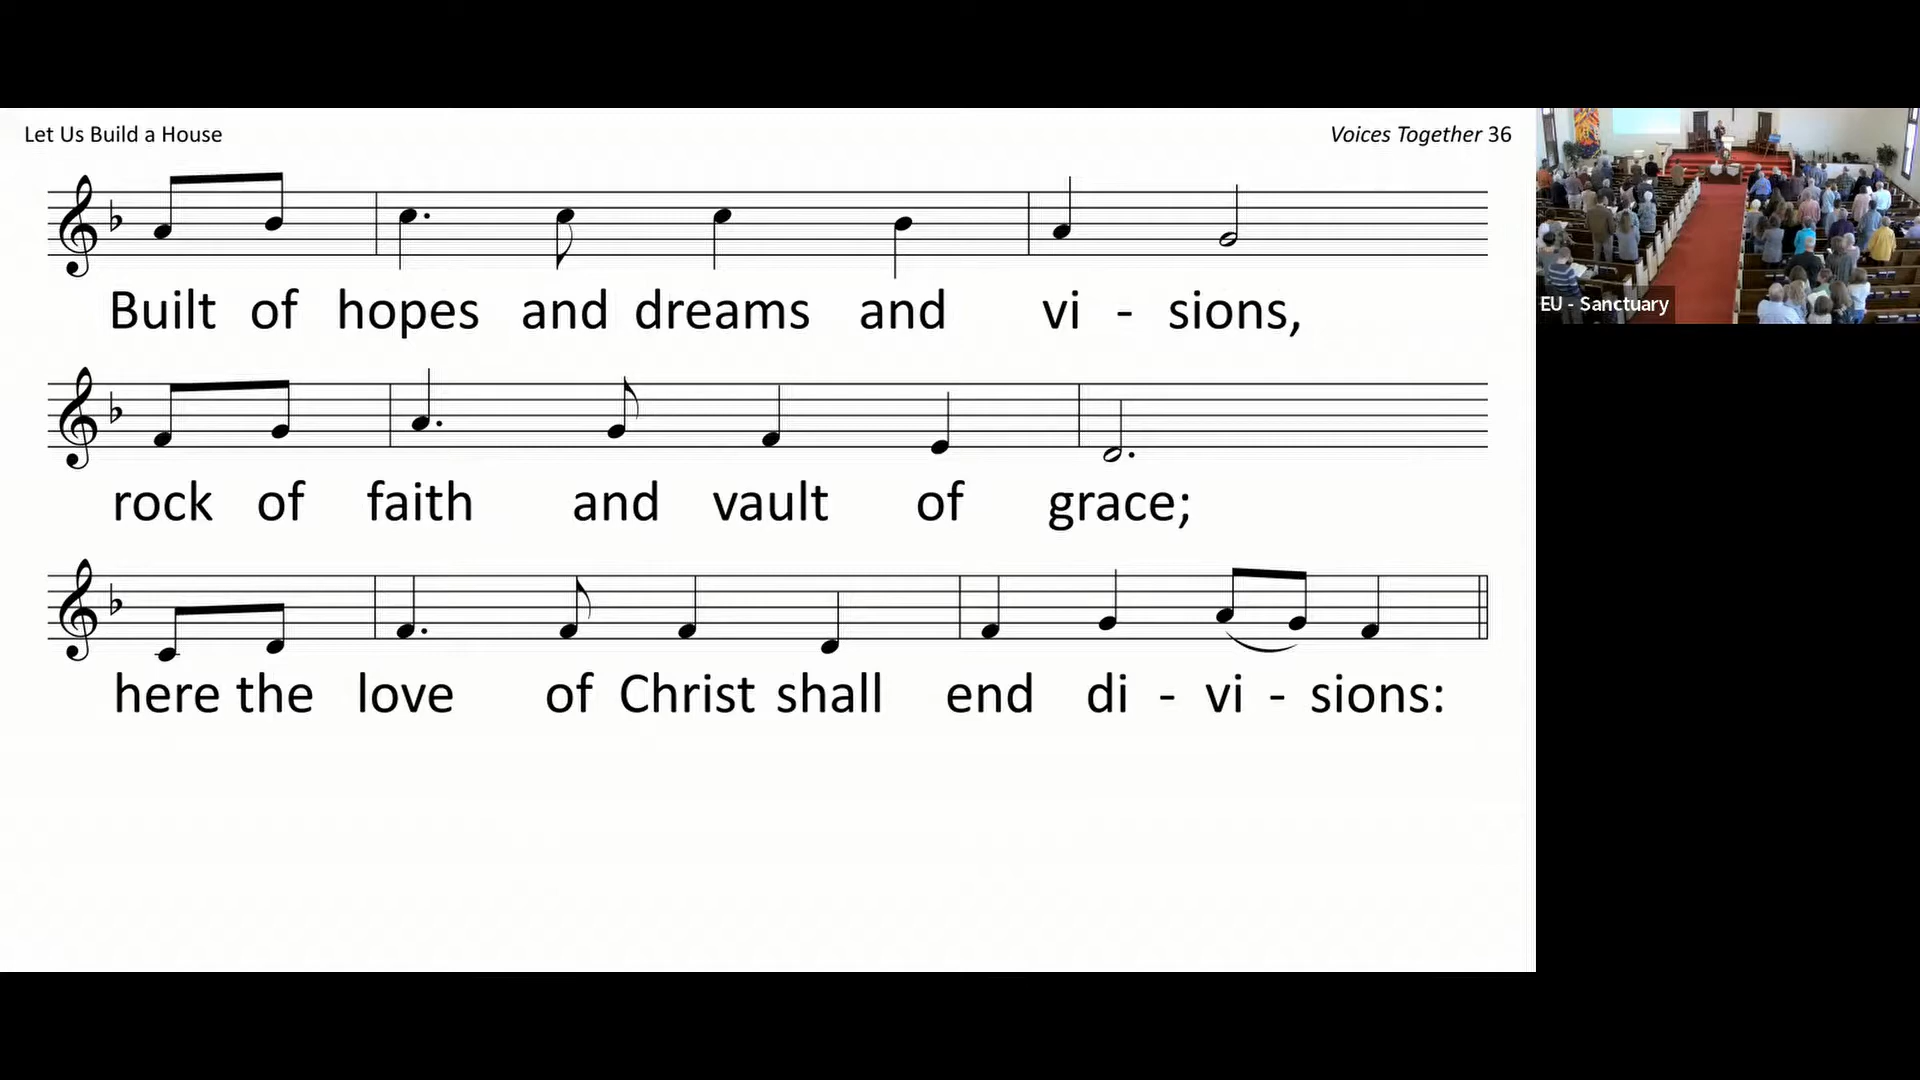 Let Us Build a House
Voices Together 36
Built of hopes and dreams and vi - sions,
rock of faith and vault of grace;
here the love of Christ shall end di - vi - sions:
EU - Sanctuary